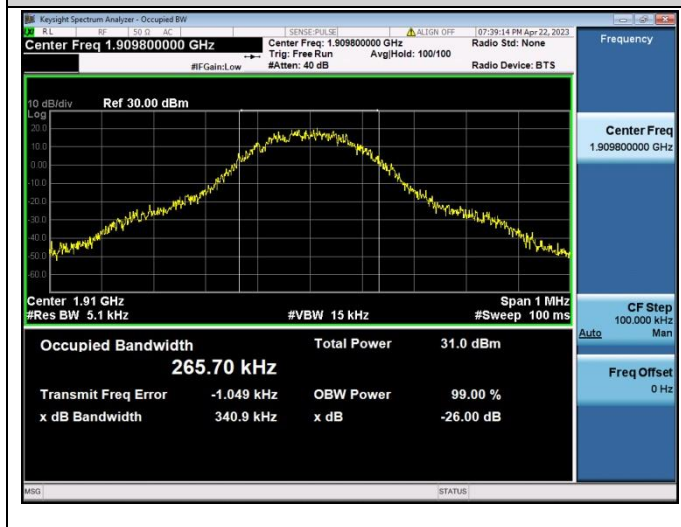 Keysight Spectrum Analyzer - Occupied BW
RL RF 50 Ω AC SENSE:PULSE ALIGN OFF 07:39:14 PM Apr 22, 2023
Center Freq 1.909800000 GHz Center Freq: 1.909800000 GHz Radio Std: None Frequency
Trig: Free Run Avg|Hold: 100/100
#IFGain:Low #Atten: 40 dB Radio Device: BTS
10 dB/div Ref 30.00 dBm
Log
20.0
10.0
0.00
-10.0
-20.0
-30.0
-40.0
-50.0
-60.0
Center Freq
1.909800000 GHz
Center 1.91 GHz Span 1 MHz
#Res BW 5.1 kHz #VBW 15 kHz #Sweep 100 ms
CF Step
100.000 kHz
Auto Man
Occupied Bandwidth Total Power 31.0 dBm
265.70 kHz
Transmit Freq Error -1.049 kHz OBW Power 99.00 %
x dB Bandwidth 340.9 kHz x dB -26.00 dB
Freq Offset
0 Hz
MSG STATUS